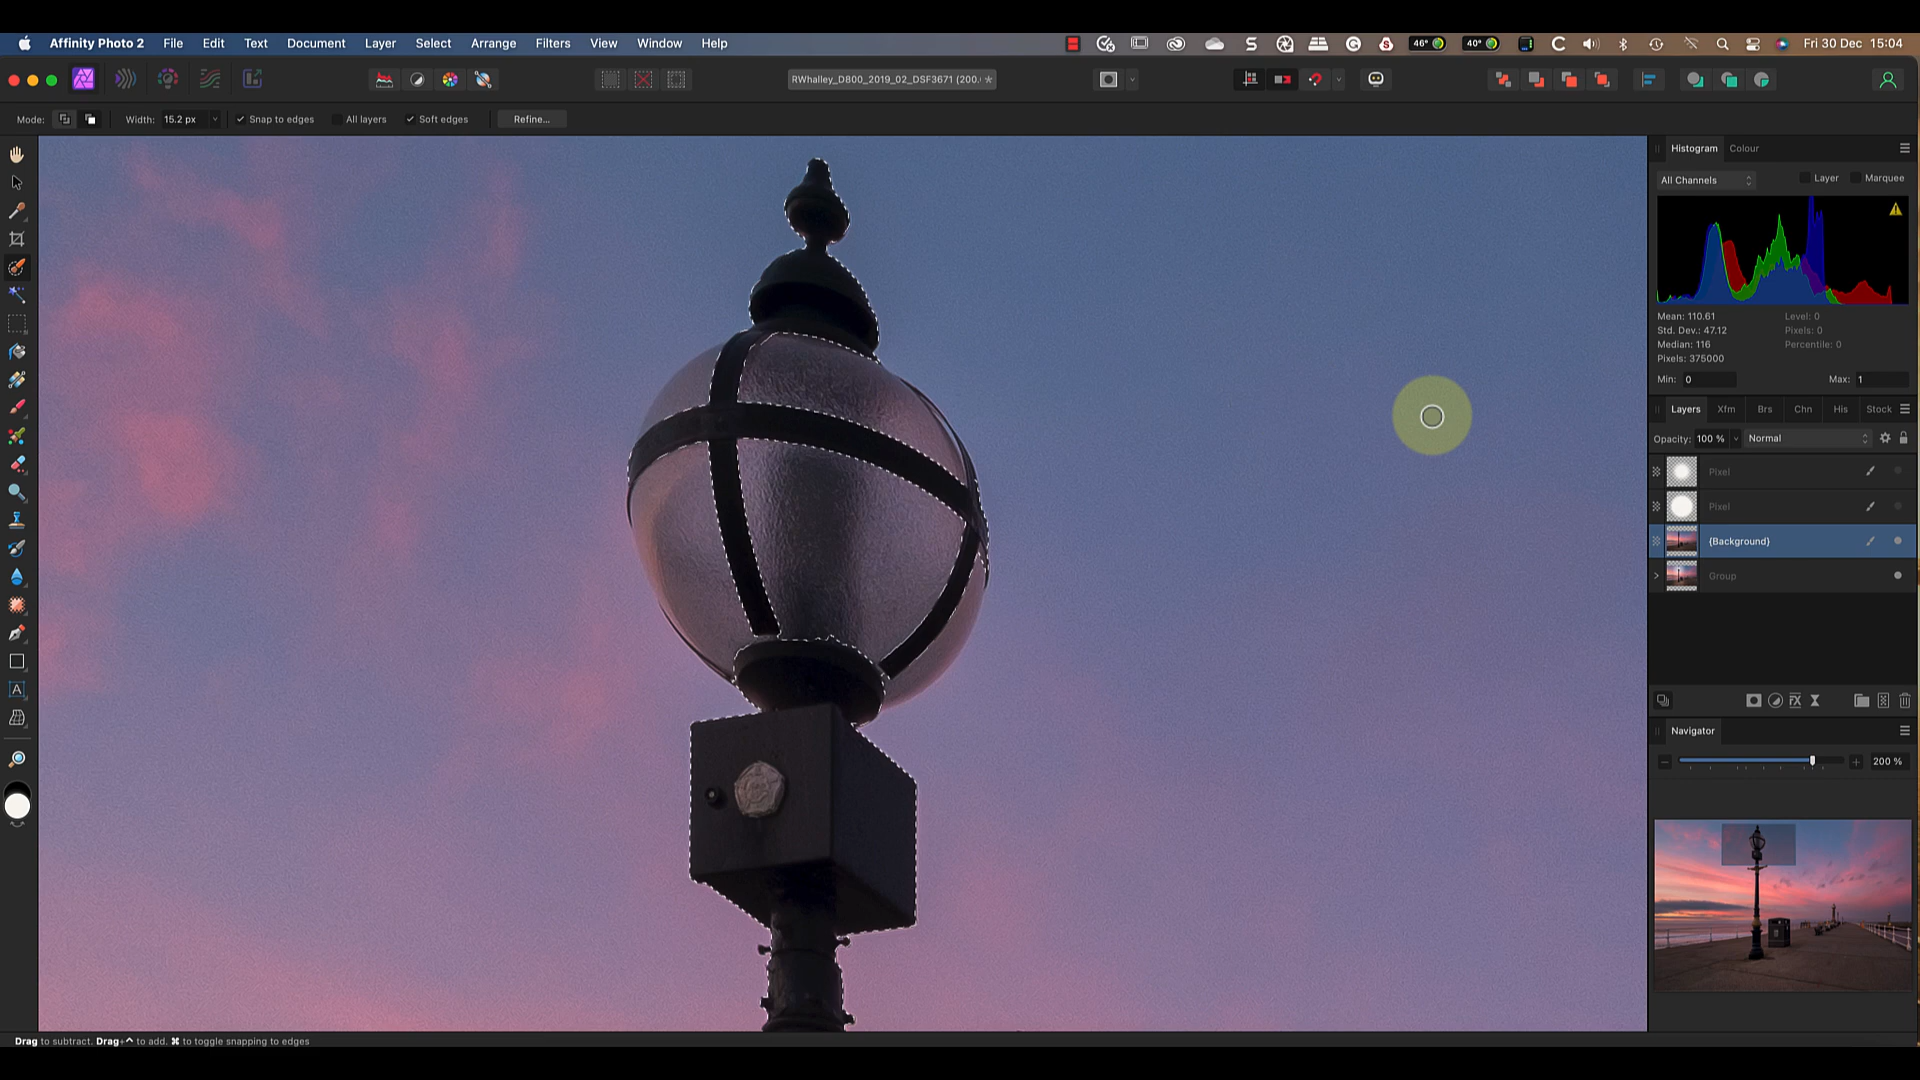 Affinity Photo 2 File Edit Text Document Layer Select Arrange Filters View Window Help 46° 40° Fri 30 Dec 15:04
RWhalley_D800_2019_02_DSF3671 (200. *
Mode: Width: 15.2 px Snap to edges All layers Soft edges Refine...
Histogram Colour
All Channels Layer Marquee
Mean: 110.61 Level: 0
Std. Dev.: 47.12 Pixels: 0
Median: 116 Percentile: 0
Pixels: 375000
Min: 0 Max: 1
Layers Xfm Brs Chn His Stock
Opacity: 100 % Normal
Pixel
Pixel
(Background)
Group
Navigator
200 %
Drag to subtract. Drag+^ to add. ⌘ to toggle snapping to edges